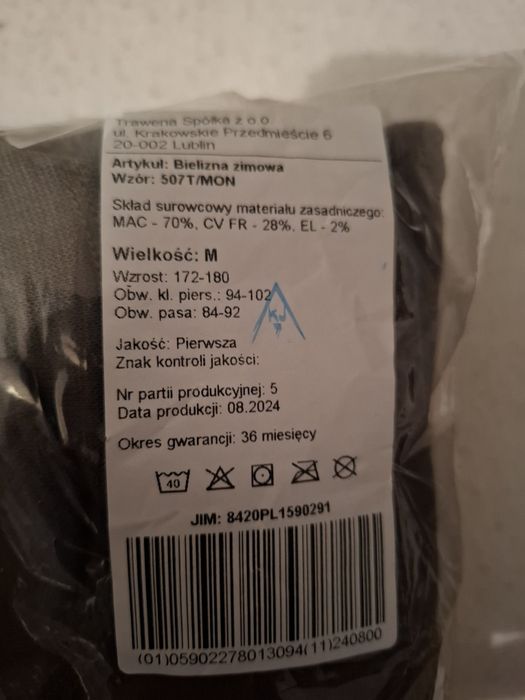 Trawena Spółka z o.o.
ul. Krakowskie Przedmieście 6
20-002 Lublin
Artykuł: Bielizna zimowa
Wzór: 507T/MON
Skład surowcowy materiału zasadniczego:
MAC - 70%, CV FR - 28%, EL - 2%
Wielkość: M
Wzrost: 172-180
Obw. kl. piers.: 94-102
Obw. pasa: 84-92
KJ
Jakość: Pierwsza
Znak kontroli jakości:
Nr partii produkcyjnej: 5
Data produkcji: 08.2024
Okres gwarancji: 36 miesięcy
40
JIM: 8420PL1590291
(01)05902278013094(11)240800